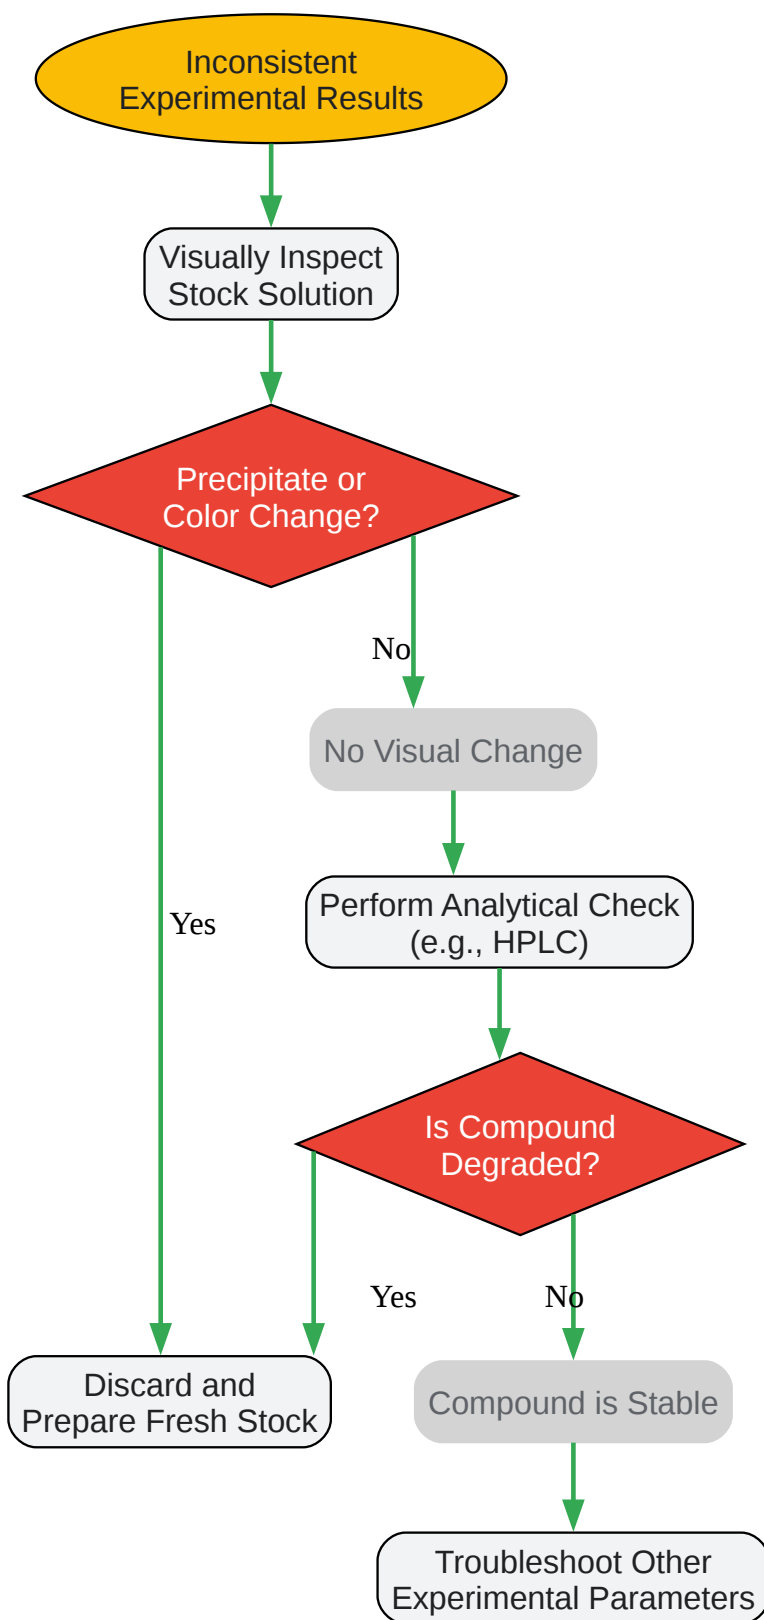 Inconsistent
Experimental Results
Visually Inspect
Stock Solution
Precipitate or
Color Change?
No
No Visual Change
Perform Analytical Check
(e.g., HPLC)
Yes
Is Compound
Degraded?
Yes
No
Discard and
Prepare Fresh Stock
Compound is Stable
Troubleshoot Other
Experimental Parameters